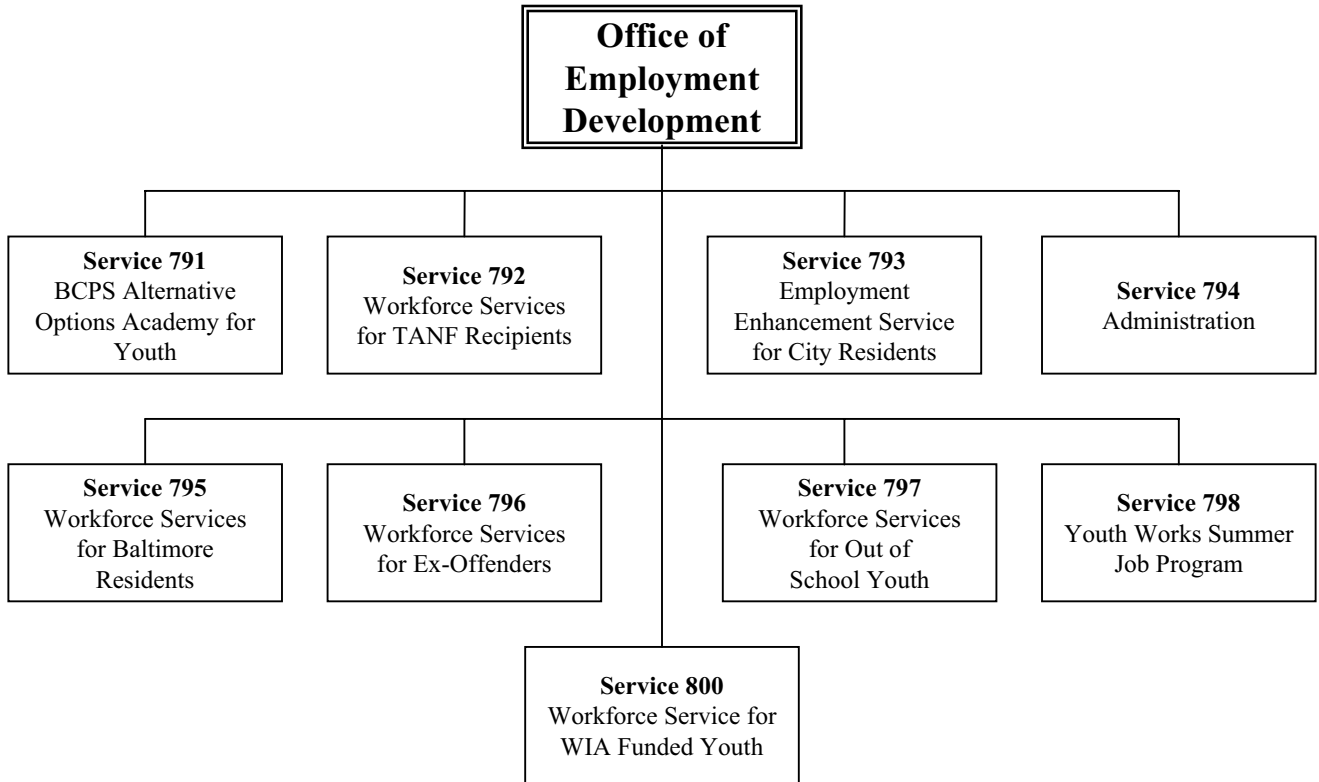 Office of
Employment
Development
Service 791
BCPS Alternative
Options Academy for
Youth
Service 792
Workforce Services
for TANF Recipients
Service 793
Employment
Enhancement Service
for City Residents
Service 794
Administration
Service 795
Workforce Services
for Baltimore
Residents
Service 796
Workforce Services
for Ex-Offenders
Service 797
Workforce Services
for Out of
School Youth
Service 798
Youth Works Summer
Job Program
Service 800
Workforce Service for
WIA Funded Youth